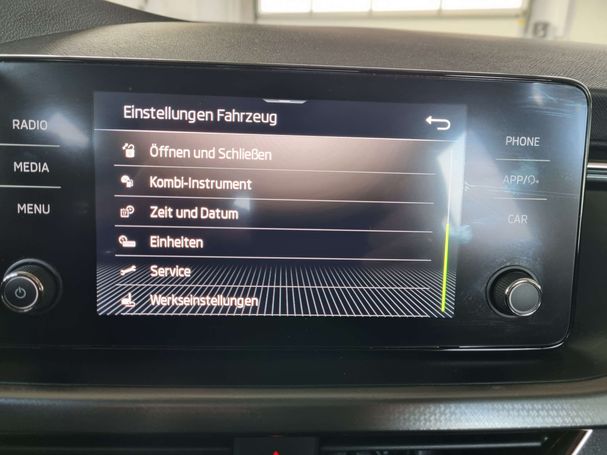 Einstellungen Fahrzeug
RADIO
MEDIA
MENU
Öffnen und Schließen
Kombi-Instrument
Zeit und Datum
Einheiten
Service
Werkseinstellungen
PHONE
APP/
CAR